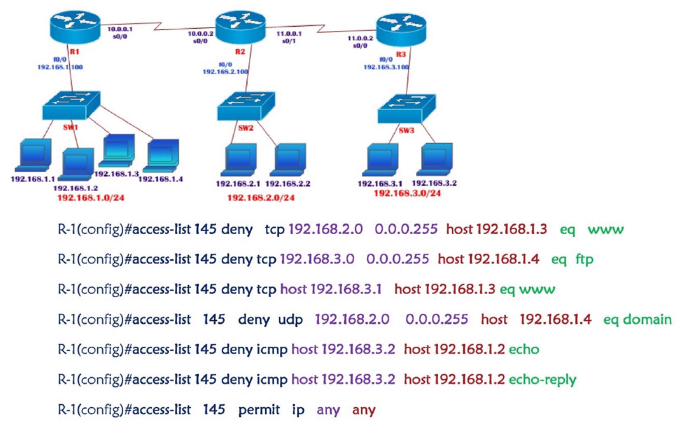 10.0.0.1
s0/0
10.0.0.2
s0/0
11.0.0.1
s0/1
11.0.0.2
s0/0
R1
R2
R3
f0/0
192.168.1.100
f0/0
192.168.2.100
f0/0
192.168.3.100
SW1
SW2
SW3
192.168.1.1
192.168.1.2
192.168.1.3
192.168.1.4
192.168.2.1
192.168.2.2
192.168.3.1
192.168.3.2
192.168.1.0/24
192.168.2.0/24
192.168.3.0/24
R-1(config)#access-list 145 deny tcp 192.168.2.0 0.0.0.255 host 192.168.1.3 eq www
R-1(config)#access-list 145 deny tcp 192.168.3.0 0.0.0.255 host 192.168.1.4 eq ftp
R-1(config)#access-list 145 deny tcp host 192.168.3.1 host 192.168.1.3 eq www
R-1(config)#access-list 145 deny udp 192.168.2.0 0.0.0.255 host 192.168.1.4 eq domain
R-1(config)#access-list 145 deny icmp host 192.168.3.2 host 192.168.1.2 echo
R-1(config)#access-list 145 deny icmp host 192.168.3.2 host 192.168.1.2 echo-reply
R-1(config)#access-list 145 permit ip any any